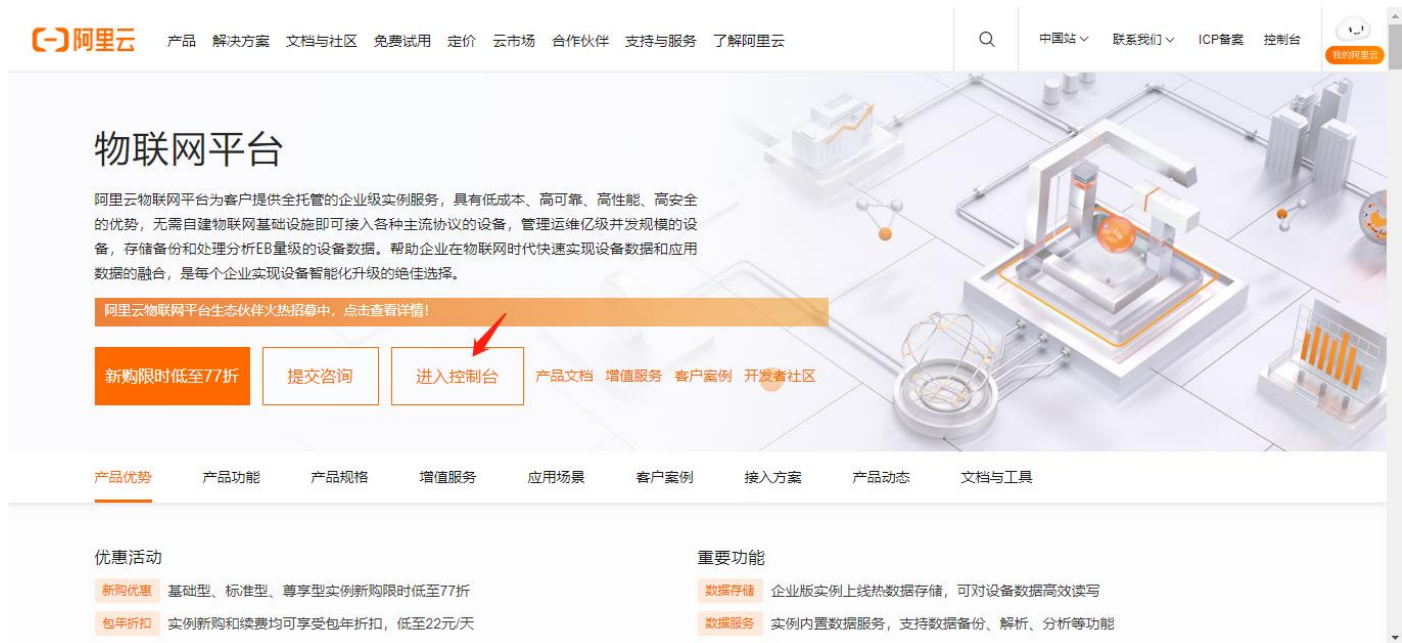 阿里云 产品 解决方案 文档与社区 免费试用 定价 云市场 合作伙伴 支持与服务 了解阿里云 中国站 联系我们 ICP备案 控制台
我的阿里云
物联网平台
阿里云物联网平台为客户提供全托管的企业级实例服务，具有低成本、高可靠、高性能、高安全
的优势，无需自建物联网基础设施即可接入各种主流协议的设备，管理运维亿级并发规模的设
备，存储备份和处理分析EB量级的设备数据。帮助企业在物联网时代快速实现设备数据和应用
数据的融合，是每个企业实现设备智能化升级的绝佳选择。
阿里云物联网平台生态伙伴火热招募中，点击查看详情！
新购限时低至77折 提交咨询 进入控制台 产品文档 增值服务 客户案例 开发者社区
产品优势 产品功能 产品规格 增值服务 应用场景 客户案例 接入方案 产品动态 文档与工具
优惠活动
新购优惠 基础型、标准型、尊享型实例新购限时低至77折
包年折扣 实例新购和续费均可享受包年折扣，低至22元/天
重要功能
数据存储 企业版实例上线热数据存储，可对设备数据高效读写
数据服务 实例内置数据服务，支持数据备份、解析、分析等功能